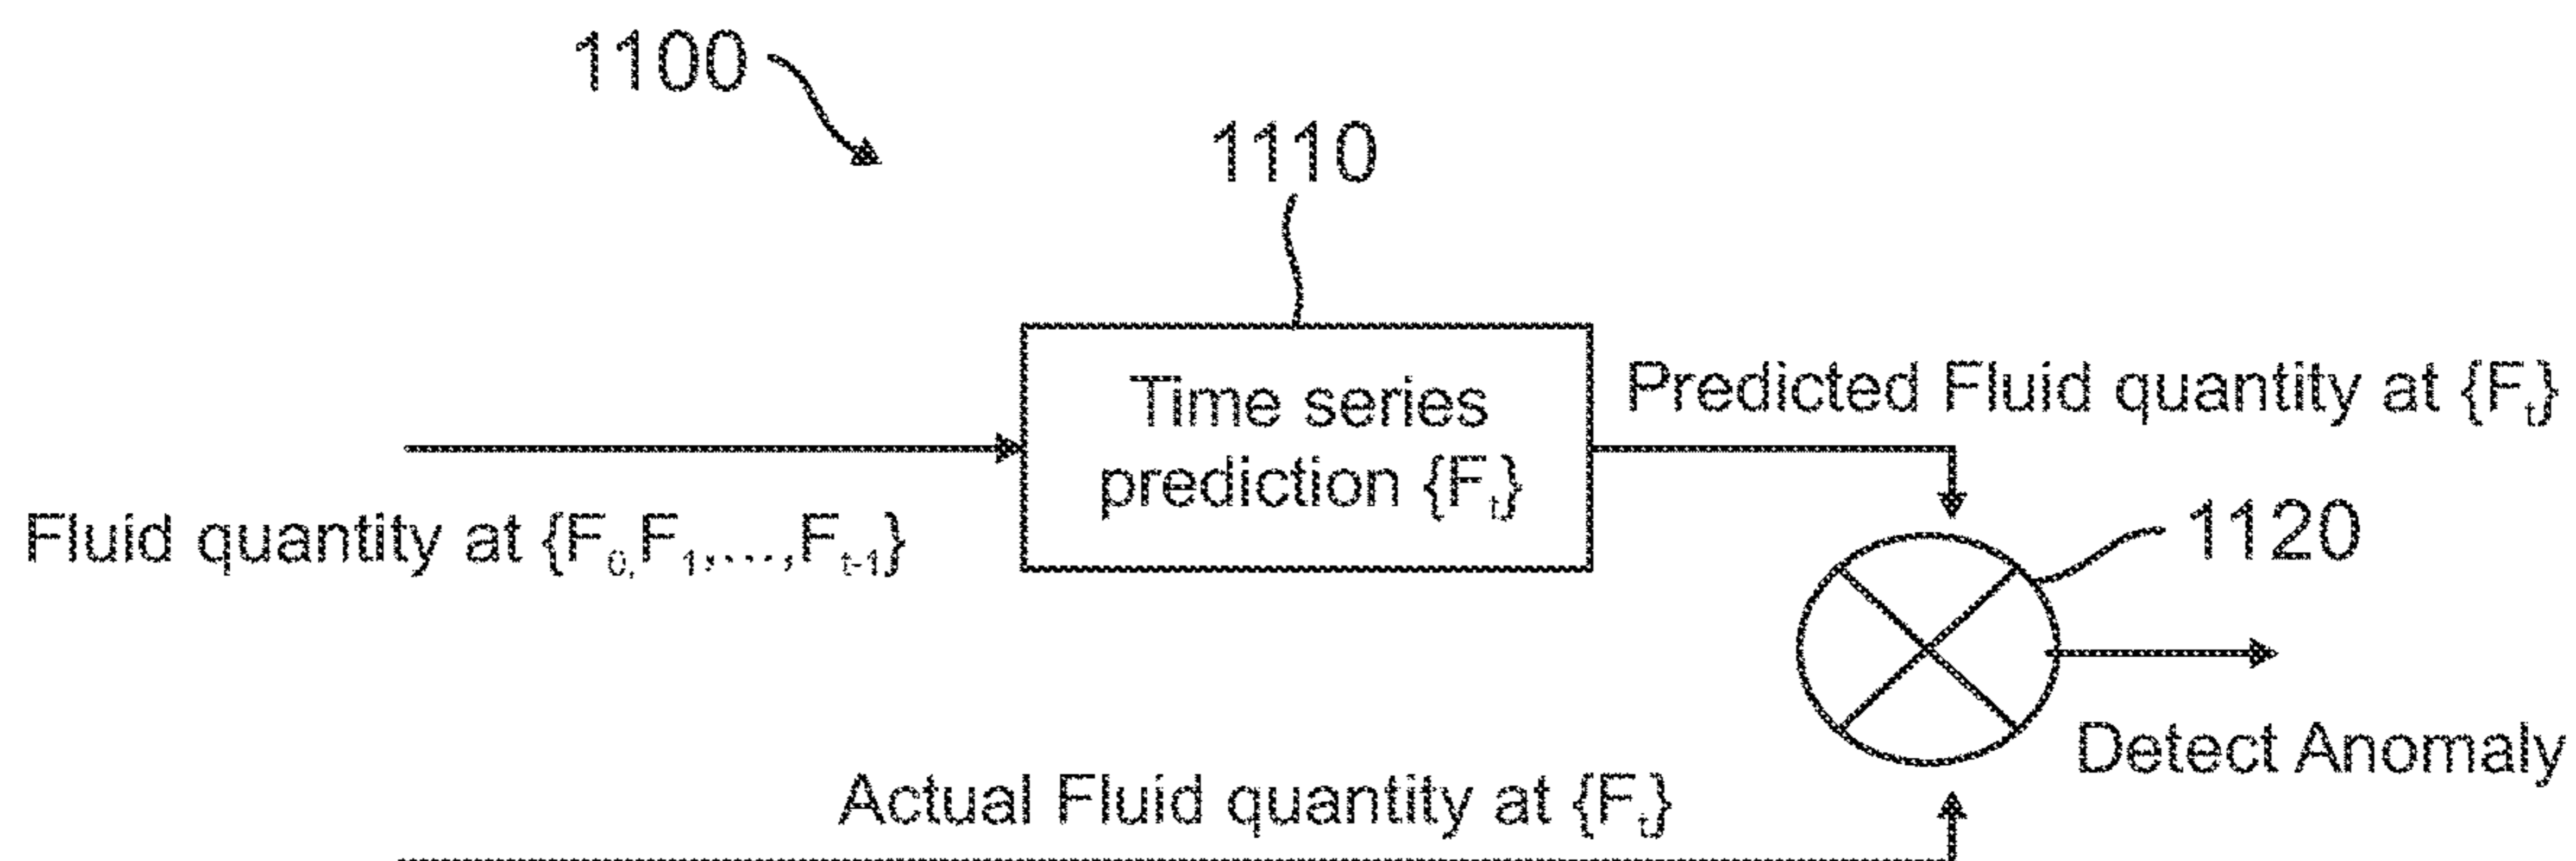 1100
1110
Time series
prediction {Fₜ}
Predicted Fluid quantity at {Fₜ}
Fluid quantity at {F₀,F₁,...,Fₜ₋₁}
1120
Detect Anomaly
Actual Fluid quantity at {Fₜ}